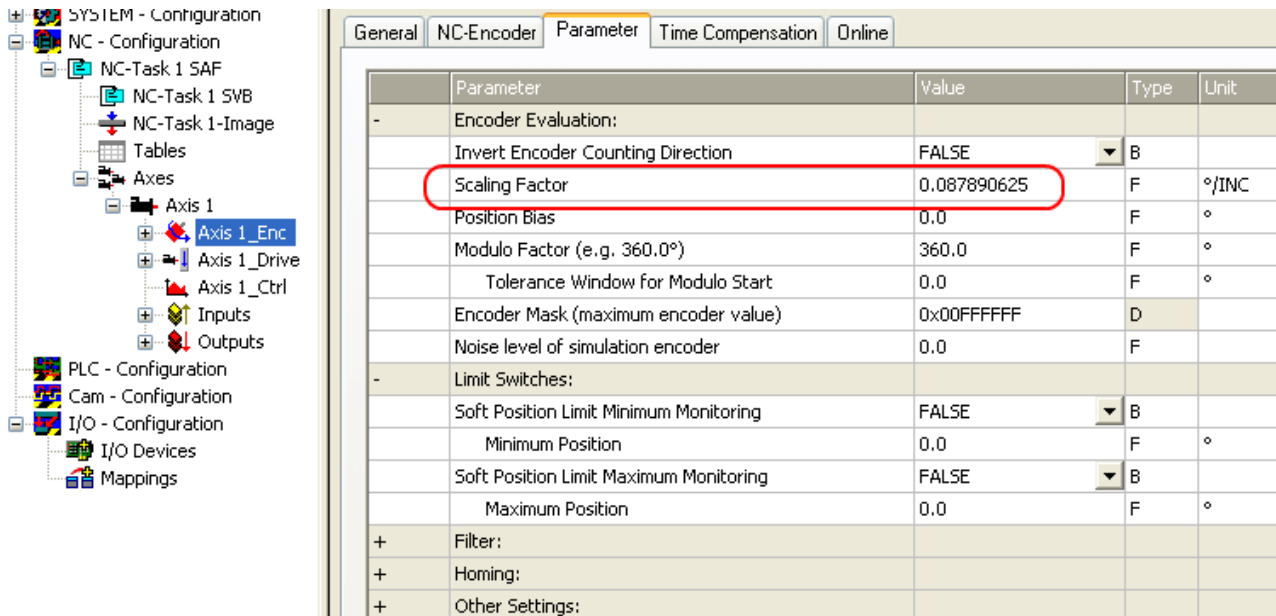 SYSTEM - Configuration
NC - Configuration
NC-Task 1 SAF
NC-Task 1 SVB
NC-Task 1-Image
Tables
Axes
Axis 1
Axis 1_Enc
Axis 1_Drive
Axis 1_Ctrl
Inputs
Outputs
PLC - Configuration
Cam - Configuration
I/O - Configuration
I/O Devices
Mappings
General NC-Encoder Parameter Time Compensation Online
Parameter Value Type Unit
- Encoder Evaluation:
Invert Encoder Counting Direction FALSE B
Scaling Factor 0.087890625 F °/INC
Position Bias 0.0 F °
Modulo Factor (e.g. 360.0°) 360.0 F °
Tolerance Window for Modulo Start 0.0 F °
Encoder Mask (maximum encoder value) 0x00FFFFFF D
Noise level of simulation encoder 0.0 F
- Limit Switches:
Soft Position Limit Minimum Monitoring FALSE B
Minimum Position 0.0 F °
Soft Position Limit Maximum Monitoring FALSE B
Maximum Position 0.0 F °
+ Filter:
+ Homing:
+ Other Settings: